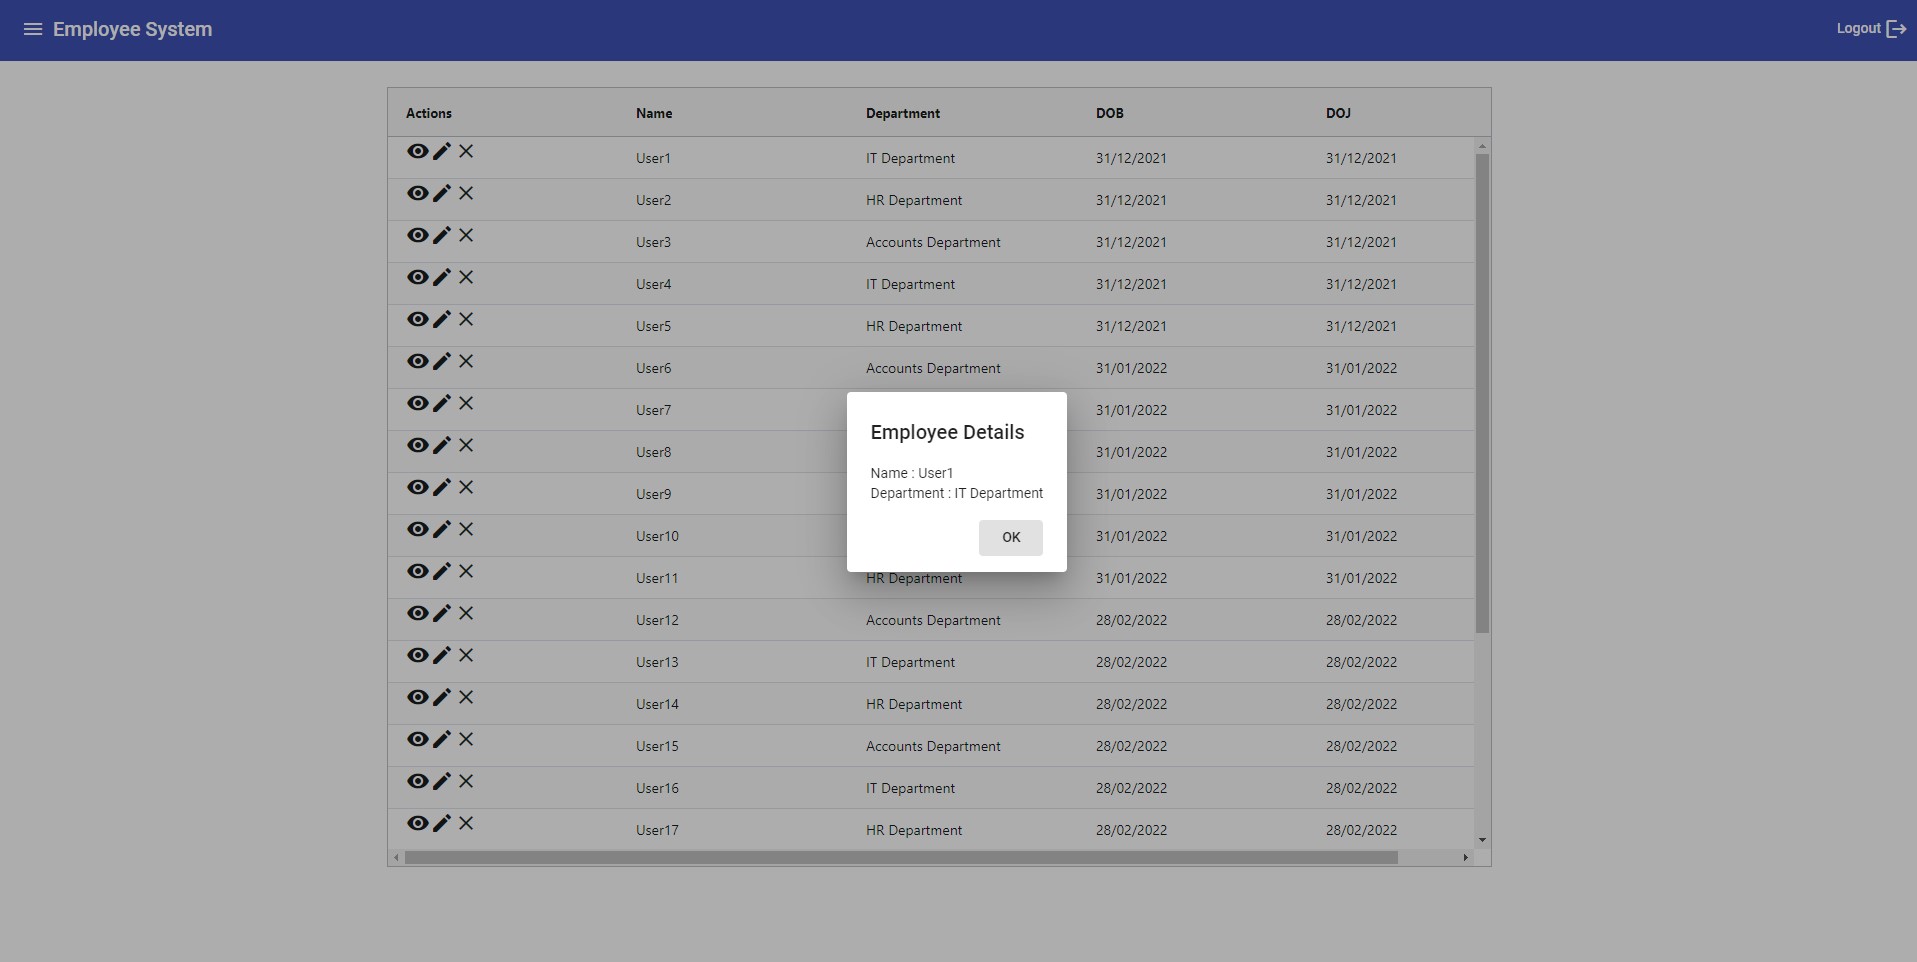 Employee System
Logout
Actions Name Department DOB DOJ
User1 IT Department 31/12/2021 31/12/2021
User2 HR Department 31/12/2021 31/12/2021
User3 Accounts Department 31/12/2021 31/12/2021
User4 IT Department 31/12/2021 31/12/2021
User5 HR Department 31/12/2021 31/12/2021
User6 Accounts Department 31/01/2022 31/01/2022
User7 31/01/2022 31/01/2022
User8 31/01/2022 31/01/2022
User9 31/01/2022 31/01/2022
User10 31/01/2022 31/01/2022
User11 HR Department 31/01/2022 31/01/2022
User12 Accounts Department 28/02/2022 28/02/2022
User13 IT Department 28/02/2022 28/02/2022
User14 HR Department 28/02/2022 28/02/2022
User15 Accounts Department 28/02/2022 28/02/2022
User16 IT Department 28/02/2022 28/02/2022
User17 HR Department 28/02/2022 28/02/2022
Employee Details
Name : User1
Department : IT Department
OK